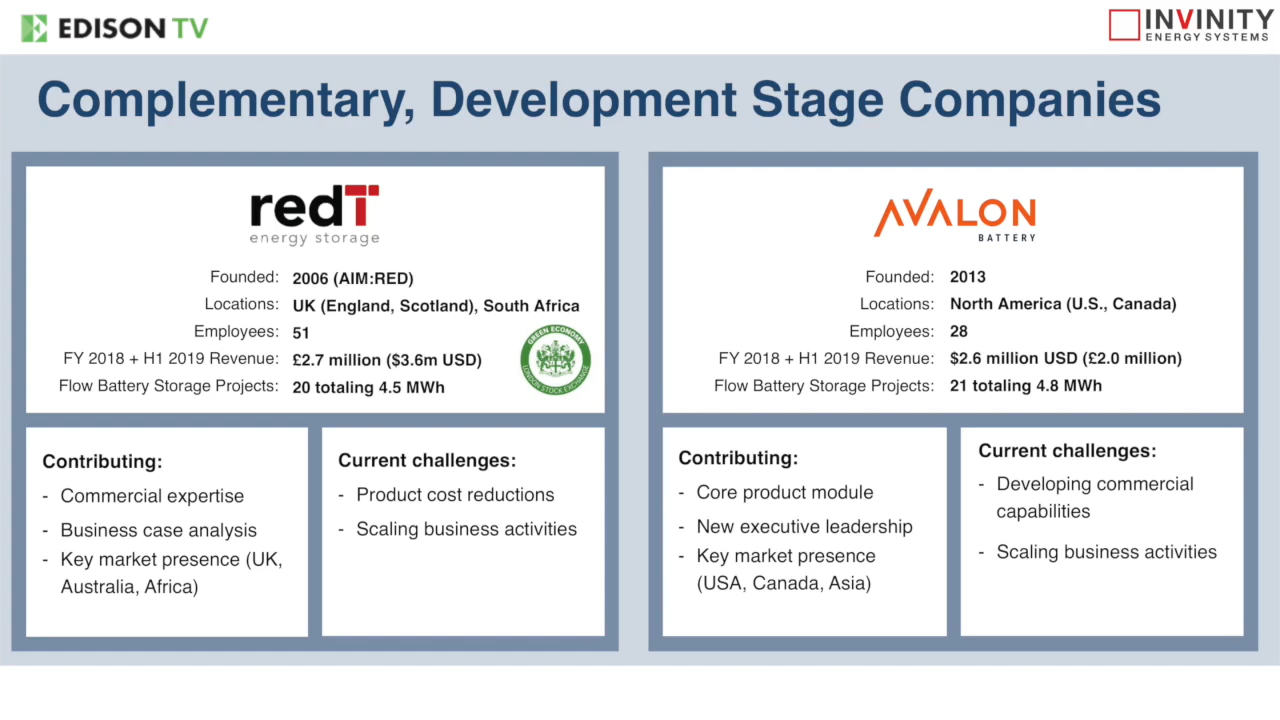 EDISON TV
INVINITY
ENERGY SYSTEMS
Complementary, Development Stage Companies
redT
energy storage
Founded: 2006 (AIM:RED)
Locations: UK (England, Scotland), South Africa
Employees: 51
FY 2018 + H1 2019 Revenue: £2.7 million ($3.6m USD)
Flow Battery Storage Projects: 20 totaling 4.5 MWh
GREEN ECONOMY
LONDON STOCK EXCHANGE
Contributing:
- Commercial expertise
- Business case analysis
- Key market presence (UK,
Australia, Africa)
Current challenges:
- Product cost reductions
- Scaling business activities
AVALON
BATTERY
Founded: 2013
Locations: North America (U.S., Canada)
Employees: 28
FY 2018 + H1 2019 Revenue: $2.6 million USD (£2.0 million)
Flow Battery Storage Projects: 21 totaling 4.8 MWh
Contributing:
- Core product module
- New executive leadership
- Key market presence
(USA, Canada, Asia)
Current challenges:
- Developing commercial
capabilities
- Scaling business activities